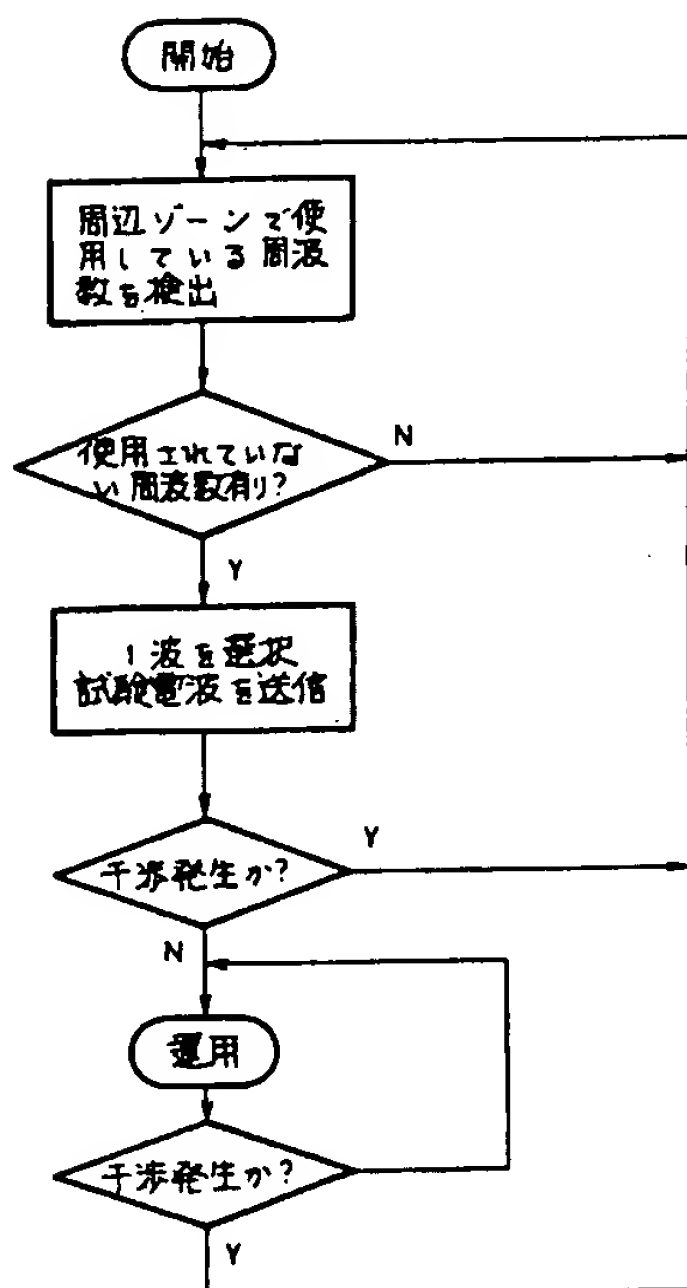 開始
周辺ゾーンで使
用している周波
数を検出
使用されていな
い周波数有り?
N
Y
1波を選択
試験電波を送信
干渉発生か?
Y
N
運用
干渉発生か?
Y